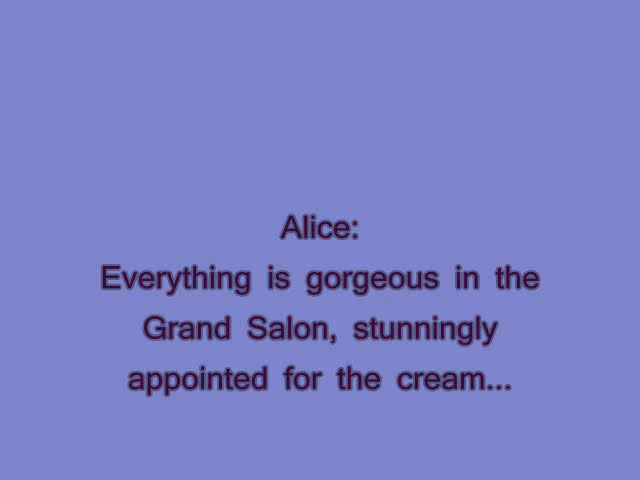 Alice:
Everything is gorgeous in the
Grand Salon, stunningly
appointed for the cream...